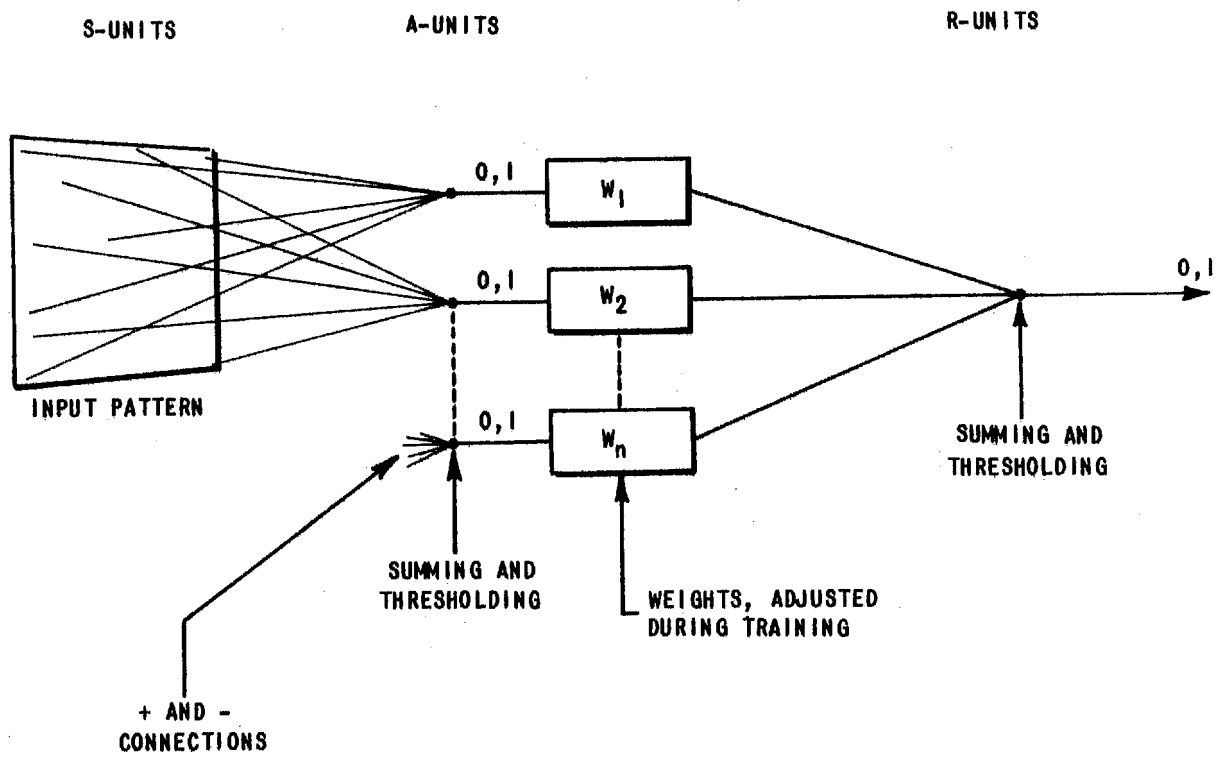 S-UNITS
A-UNITS
R-UNITS
0,1
W1
0,1
W2
0,1
INPUT PATTERN
0,1
Wn
SUMMING AND
THRESHOLDING
SUMMING AND
THRESHOLDING
WEIGHTS, ADJUSTED
DURING TRAINING
+ AND -
CONNECTIONS